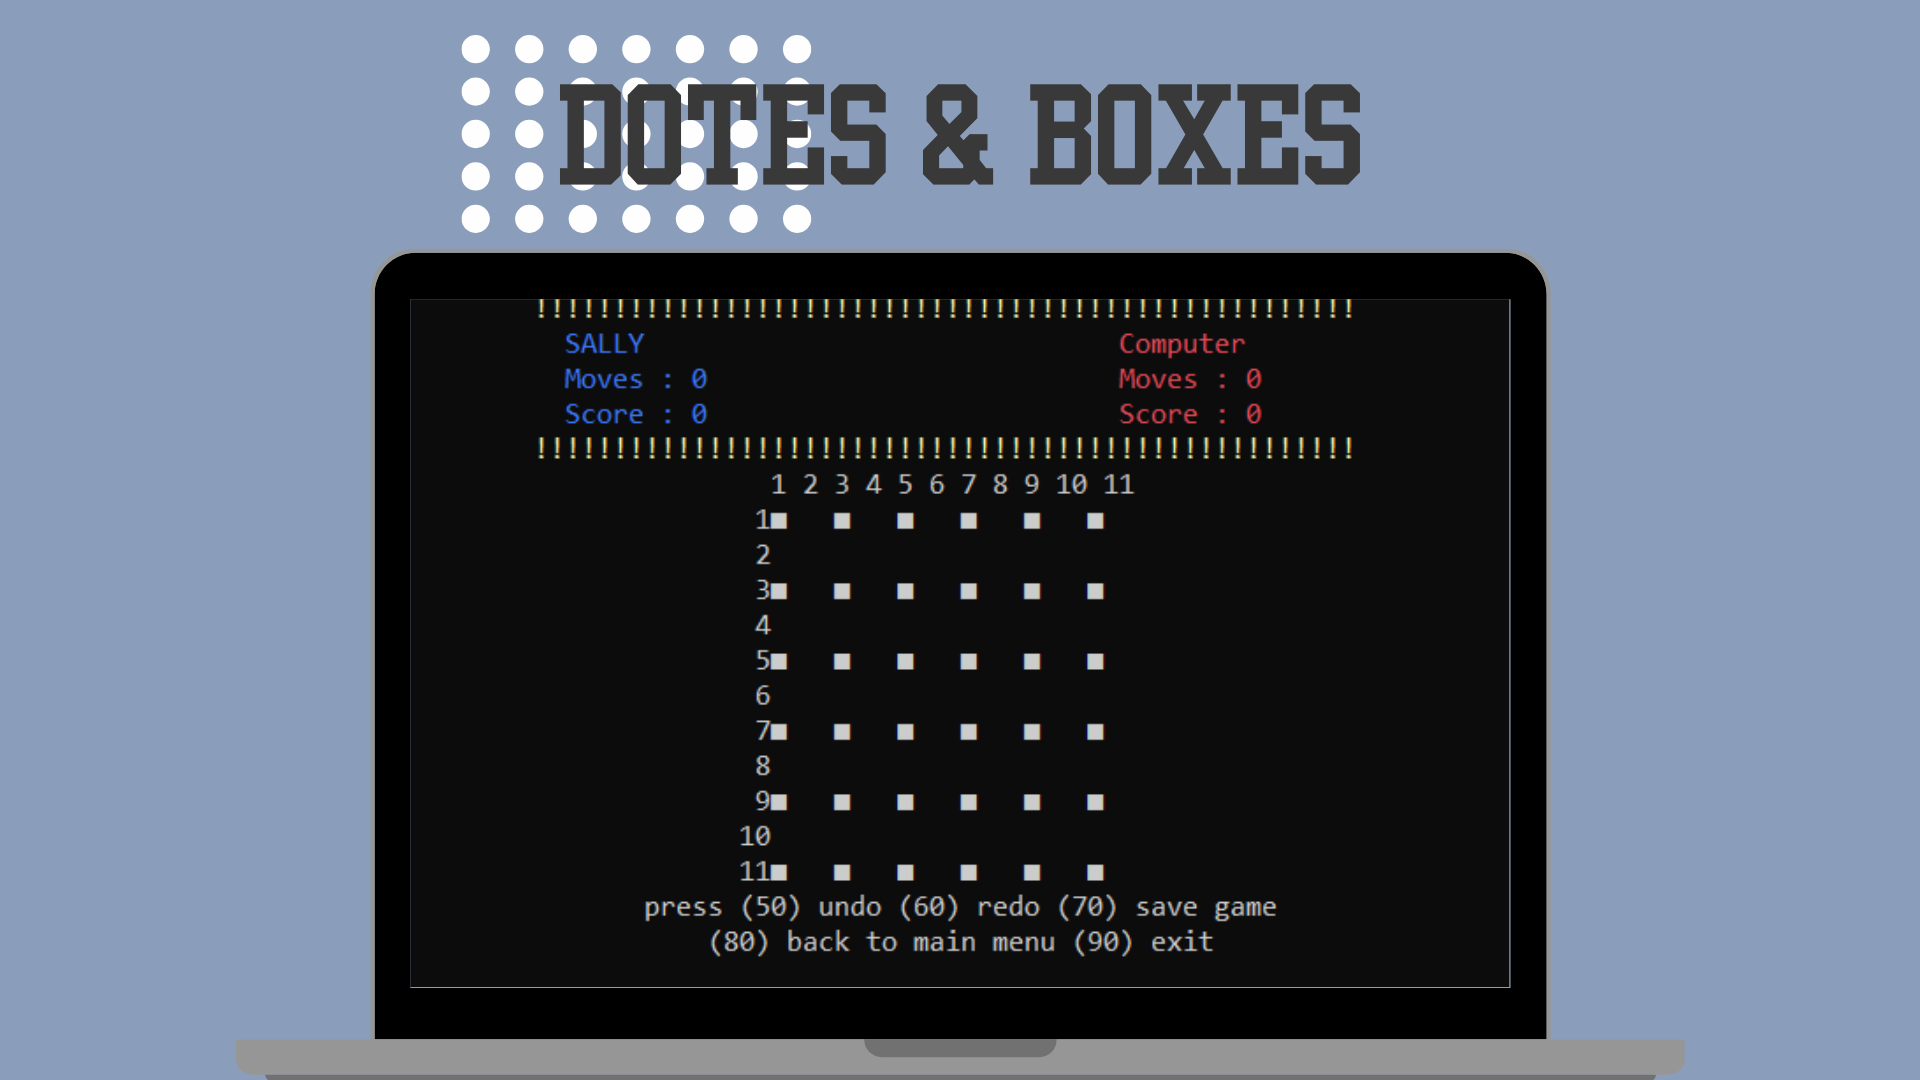 DOTES & BOXES
!!!!!!!!!!!!!!!!!!!!!!!!!!!!!!!!!!!!!!!!!!!!!!!!!!!!
SALLY Computer
Moves : 0 Moves : 0
Score : 0 Score : 0
!!!!!!!!!!!!!!!!!!!!!!!!!!!!!!!!!!!!!!!!!!!!!!!!!!!!
1 2 3 4 5 6 7 8 9 10 11
1■ ■ ■ ■ ■ ■
2
3■ ■ ■ ■ ■ ■
4
5■ ■ ■ ■ ■ ■
6
7■ ■ ■ ■ ■ ■
8
9■ ■ ■ ■ ■ ■
10
11■ ■ ■ ■ ■ ■
press (50) undo (60) redo (70) save game
(80) back to main menu (90) exit